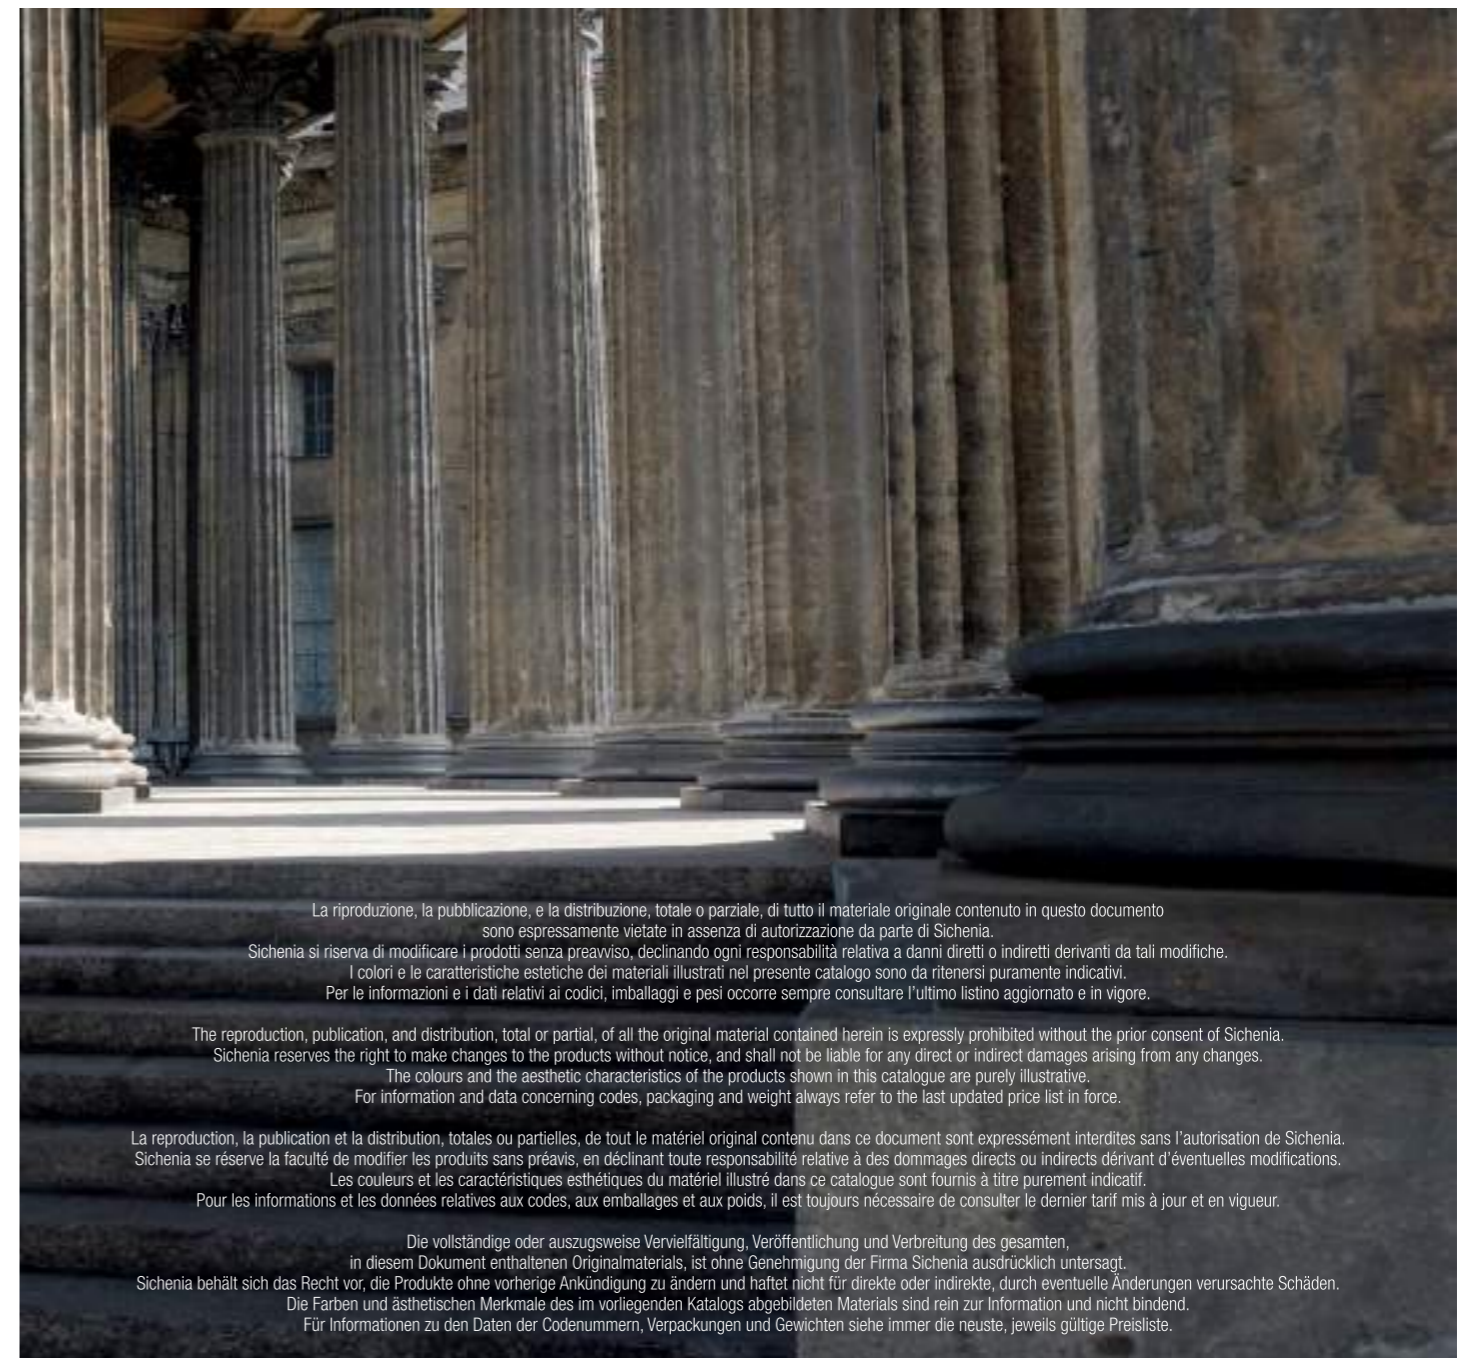 La riproduzione, la pubblicazione, e la distribuzione, totale o parziale, di tutto il materiale originale contenuto in questo documento
sono espressamente vietate in assenza di autorizzazione da parte di Sichenia.
Sichenia si riserva di modificare i prodotti senza preavviso, declinando ogni responsabilità relativa a danni diretti o indiretti derivanti da tali modifiche.
I colori e le caratteristiche estetiche dei materiali illustrati nel presente catalogo sono da ritenersi puramente indicativi.
Per le informazioni e i dati relativi ai codici, imballaggi e pesi occorre sempre consultare l'ultimo listino aggiornato e in vigore.
The reproduction, publication, and distribution, total or partial, of all the original material contained herein is expressly prohibited without the prior consent of Sichenia.
Sichenia reserves the right to make changes to the products without notice, and shall not be liable for any direct or indirect damages arising from any changes.
The colours and the aesthetic characteristics of the products shown in this catalogue are purely illustrative.
For information and data concerning codes, packaging and weight always refer to the last updated price list in force.
La reproduction, la publication et la distribution, totales ou partielles, de tout le matériel original contenu dans ce document sont expressément interdites sans l'autorisation de Sichenia.
Sichenia se réserve la faculté de modifier les produits sans préavis, en déclinant toute responsabilité relative à des dommages directs ou indirects dérivant d'éventuelles modifications.
Les couleurs et les caractéristiques esthétiques du matériel illustré dans ce catalogue sont fournis à titre purement indicatif.
Pour les informations et les données relatives aux codes, aux emballages et aux poids, il est toujours nécessaire de consulter le dernier tarif mis à jour et en vigueur.
Die vollständige oder auszugsweise Vervielfältigung, Veröffentlichung und Verbreitung des gesamten,
in diesem Dokument enthaltenen Originalmaterials, ist ohne Genehmigung der Firma Sichenia ausdrücklich untersagt.
Sichenia behält sich das Recht vor, die Produkte ohne vorherige Ankündigung zu ändern und haftet nicht für direkte oder indirekte, durch eventuelle Änderungen verursachte Schäden.
Die Farben und ästhetischen Merkmale des im vorliegenden Katalogs abgebildeten Materials sind rein zur Information und nicht bindend.
Für Informationen zu den Daten der Codenummern, Verpackungen und Gewichten siehe immer die neuste, jeweils gültige Preisliste.